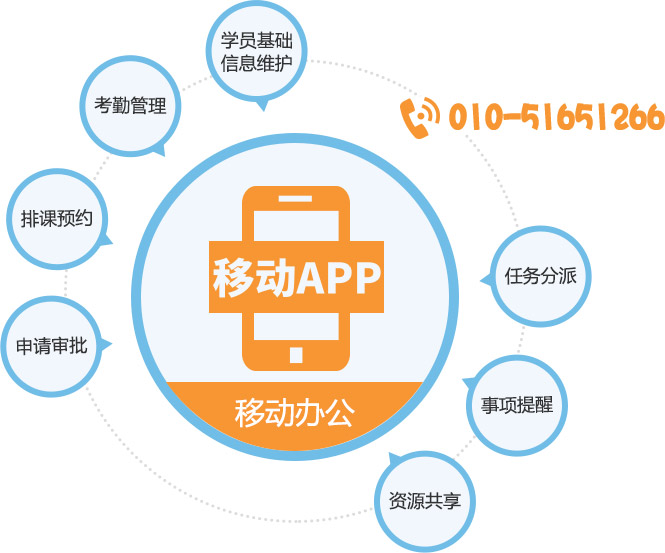 学员基础
信息维护
考勤管理
010-51651266
排课预约
任务分派
移动APP
申请审批
事项提醒
移动办公
资源共享